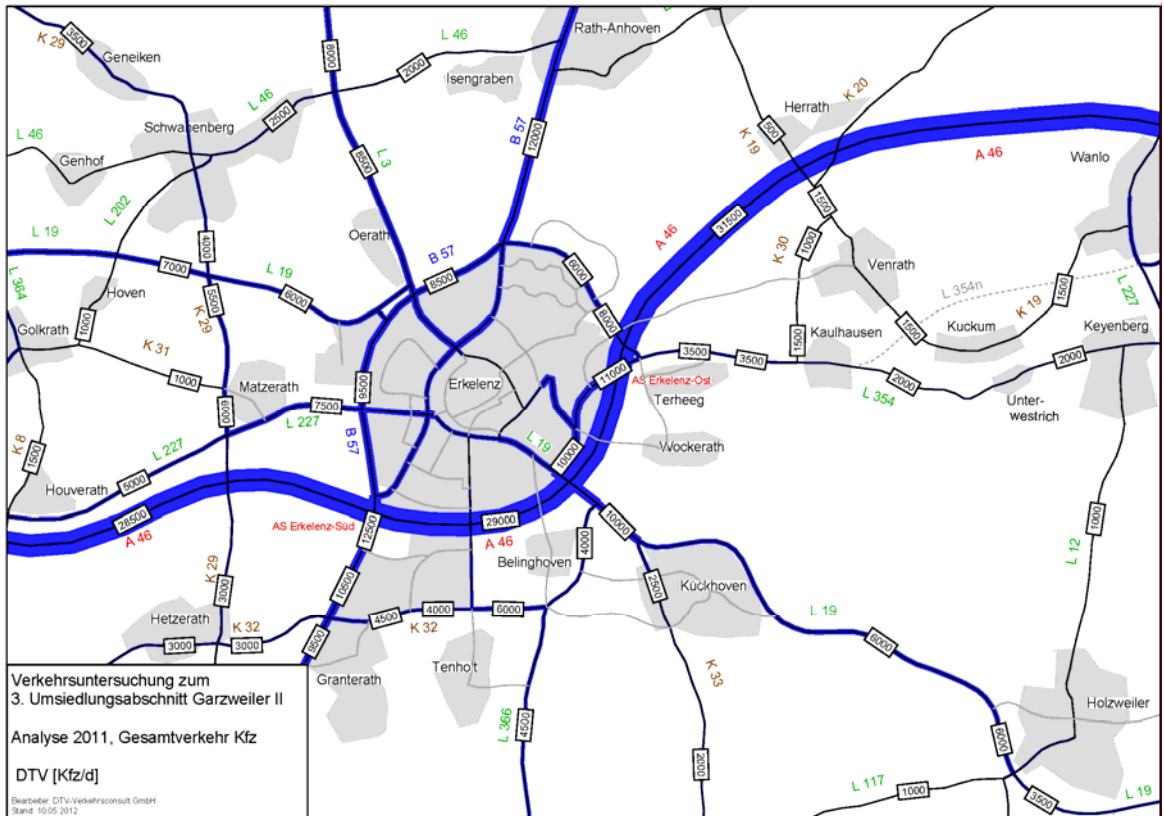 3500
K 29
Geneiken
8000
L 46
2000
Isengraben
Rath-Anhoven
L 46
Schwanenberg
2500
L 46
Genhof
L 202
8500
L 3
B 57
12000
Herrath
500
K 19
K 20
A 46
Wanlo
L 19
7000
4000
Oerath
B 57
8500
L 19
6000
A 46
31500
1500
K 30
1000
Venrath
L 364
Hoven
5500
K 29
6000
8000
L 354n
K 19
1500
L 227
Golkrath
1000
K 31
1000
Matzerath
Erkelenz
9500
11000
3500
3500
AS Erkelenz-Ost
Terheeg
Kaulhausen
1500
1500
Kuckum
Keyenberg
2000
2000
L 354
Unter-
westrich
6000
7500
L 227
L 227
B 57
L 19
10000
Wockerath
K 8
1500
Houverath
5000
28500
A 46
AS Erkelenz-Süd
12500
29000
A 46
10000
Belinghoven
4000
2500
Kückhoven
L 12
1000
K 29
3000
10500
Hetzerath
3000
K 32
3000
9500
4500
4000
K 32
6000
L 19
6000
Granterath
Tenholt
L 366
4500
K 33
2000
Holzweiler
6000
L 117
1000
3500
L 19
Verkehrsuntersuchung zum
3. Umsiedlungsabschnitt Garzweiler II
Analyse 2011, Gesamtverkehr Kfz
DTV [Kfz/d]
Bearbeiter: DTV-Verkehrsconsult GmbH
Stand: 10.05.2012